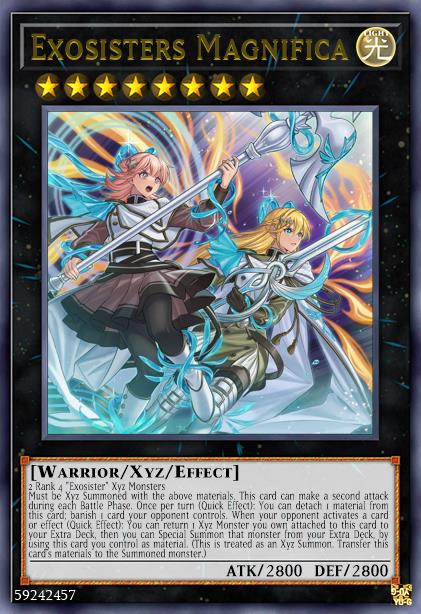 EXOSISTERS MAGNIFICA
LIGHT
光
[WARRIOR/XYZ/EFFECT]
2 Rank 4 "Exosister" Xyz Monsters
Must be Xyz Summoned with the above materials. This card can make a second attack
during each Battle Phase. Once per turn (Quick Effect): You can detach 1 material from
this card; banish 1 card your opponent controls. When your opponent activates a card
or effect (Quick Effect): You can return 1 Xyz Monster you own attached to this card to
your Extra Deck, then you can Special Summon that monster from your Extra Deck, by
using this card you control as material. (This is treated as an Xyz Summon. Transfer this
card's materials to the Summoned monster.)
ATK/2800 DEF/2800
59242457